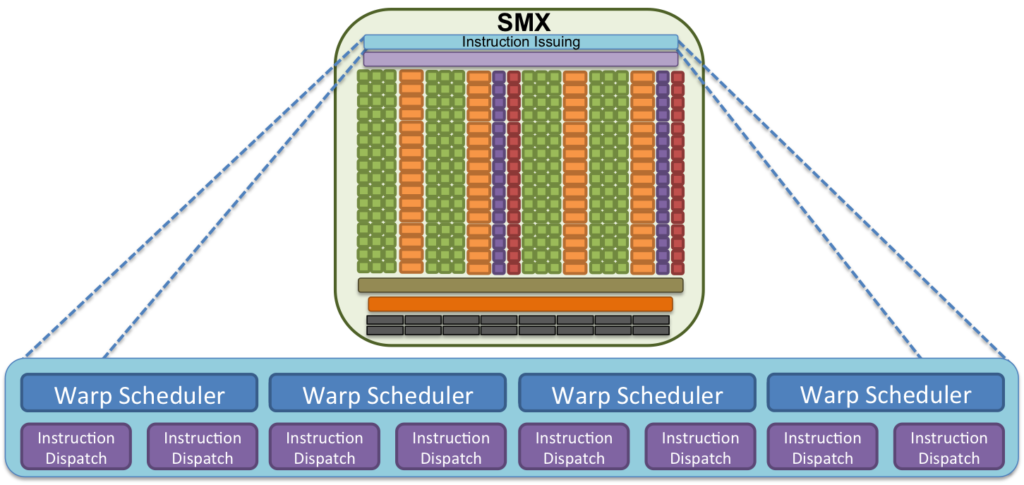 SMX
Instruction Issuing
Warp Scheduler
Warp Scheduler
Warp Scheduler
Warp Scheduler
Instruction
Dispatch
Instruction
Dispatch
Instruction
Dispatch
Instruction
Dispatch
Instruction
Dispatch
Instruction
Dispatch
Instruction
Dispatch
Instruction
Dispatch